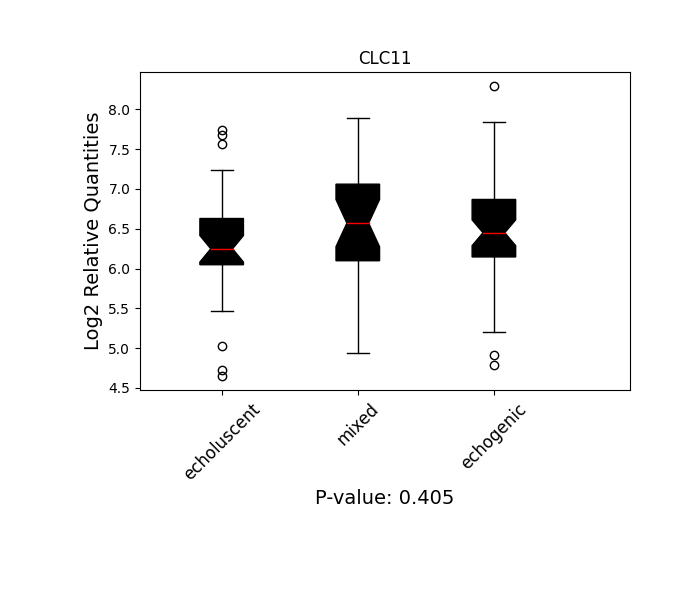 CLC11
Log2 Relative Quantities
8.0
7.5
7.0
6.5
6.0
5.5
5.0
4.5
echoluscent
mixed
echogenic
P-value: 0.405